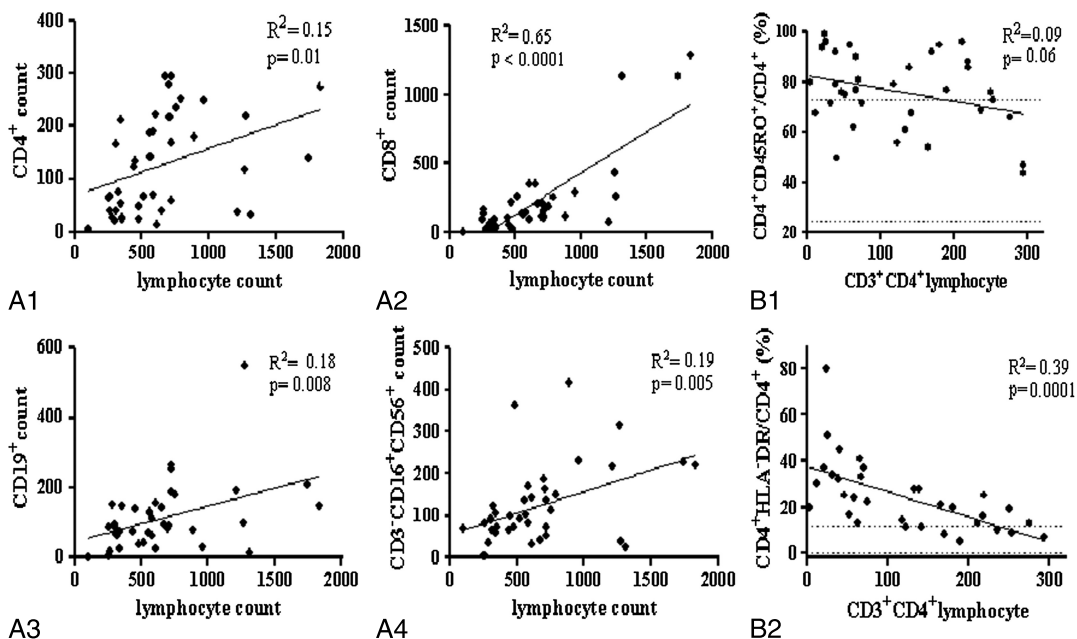 400
300
200
100
0
CD4⁺ count
R²= 0.15
p= 0.01
0 500 1000 1500 2000
lymphocyte count
A1
1500
1000
500
0
CD8⁺ count
R²= 0.65
p < 0.0001
0 500 1000 1500 2000
lymphocyte count
A2
100
80
60
40
20
CD4⁺CD45RO⁺/CD4⁺ (%)
R²=0.09
p= 0.06
0 100 200 300
CD3⁺CD4⁺lymphocyte
B1
600
400
200
0
CD19⁺count
R²= 0.18
p= 0.008
0 500 1000 1500 2000
lymphocyte count
A3
500
400
300
200
100
0
CD3⁻CD16⁺CD56⁺ count
R²= 0.19
p= 0.005
0 500 1000 1500 2000
lymphocyte count
A4
80
60
40
20
0
CD4⁺HLA⁻DR/CD4⁺ (%)
R²= 0.39
p=0.0001
0 100 200 300
CD3⁺CD4⁺lymphocyte
B2